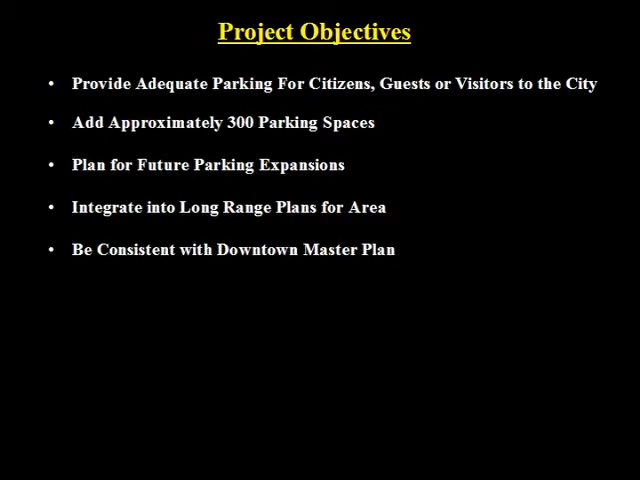 Project Objectives
• Provide Adequate Parking For Citizens, Guests or Visitors to the City
• Add Approximately 300 Parking Spaces
• Plan for Future Parking Expansions
• Integrate into Long Range Plans for Area
• Be Consistent with Downtown Master Plan